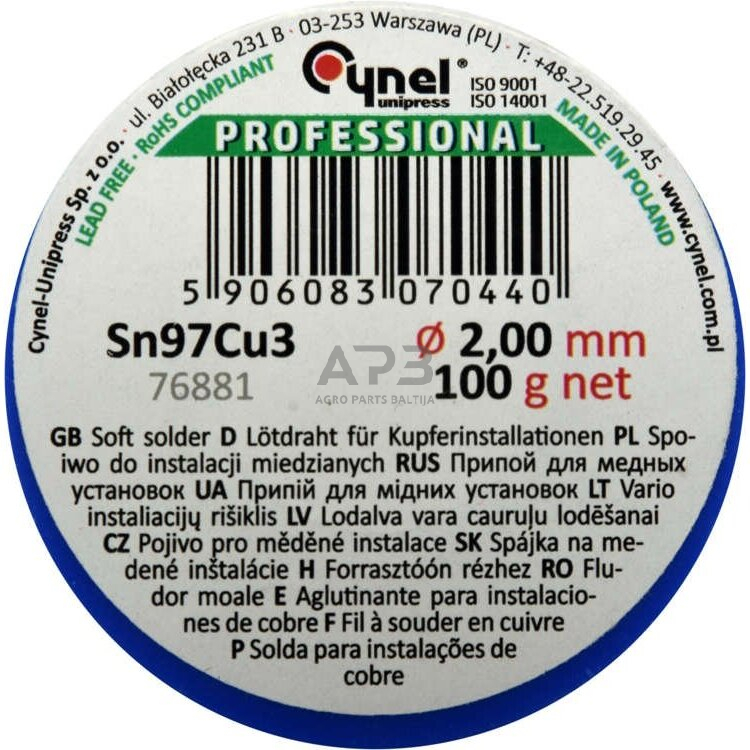 Cynel-Unipress Sp. z o.o. · ul. Białołęcka 231 B · 03-253 Warszawa (PL) · T: +48-22.519.29.45 · www.cynel.com.pl
LEAD FREE · RoHS COMPLIANT
MADE IN POLAND
Cynel®
unipress
ISO 9001
ISO 14001
PROFESSIONAL
5 906083 070440
Sn97Cu3 Ø 2,00 mm
76881 100 g net
APB
AGRO PARTS BALTIJA
GB Soft solder D Lötdraht für Kupferinstallationen PL Spo-
iwo do instalacji miedzianych RUS Припой для медных
установок UA Припій для мідних установок LT Vario
instaliacijų rišiklis LV Lodalva vara cauruļu lodēšanai
CZ Pojivo pro měděné instalace SK Spájka na me-
dené inštalácie H Forrasztóón rézhez RO Flu-
dor moale E Aglutinante para instalacio-
nes de cobre F Fil à souder en cuivre
P Solda para instalações de
cobre